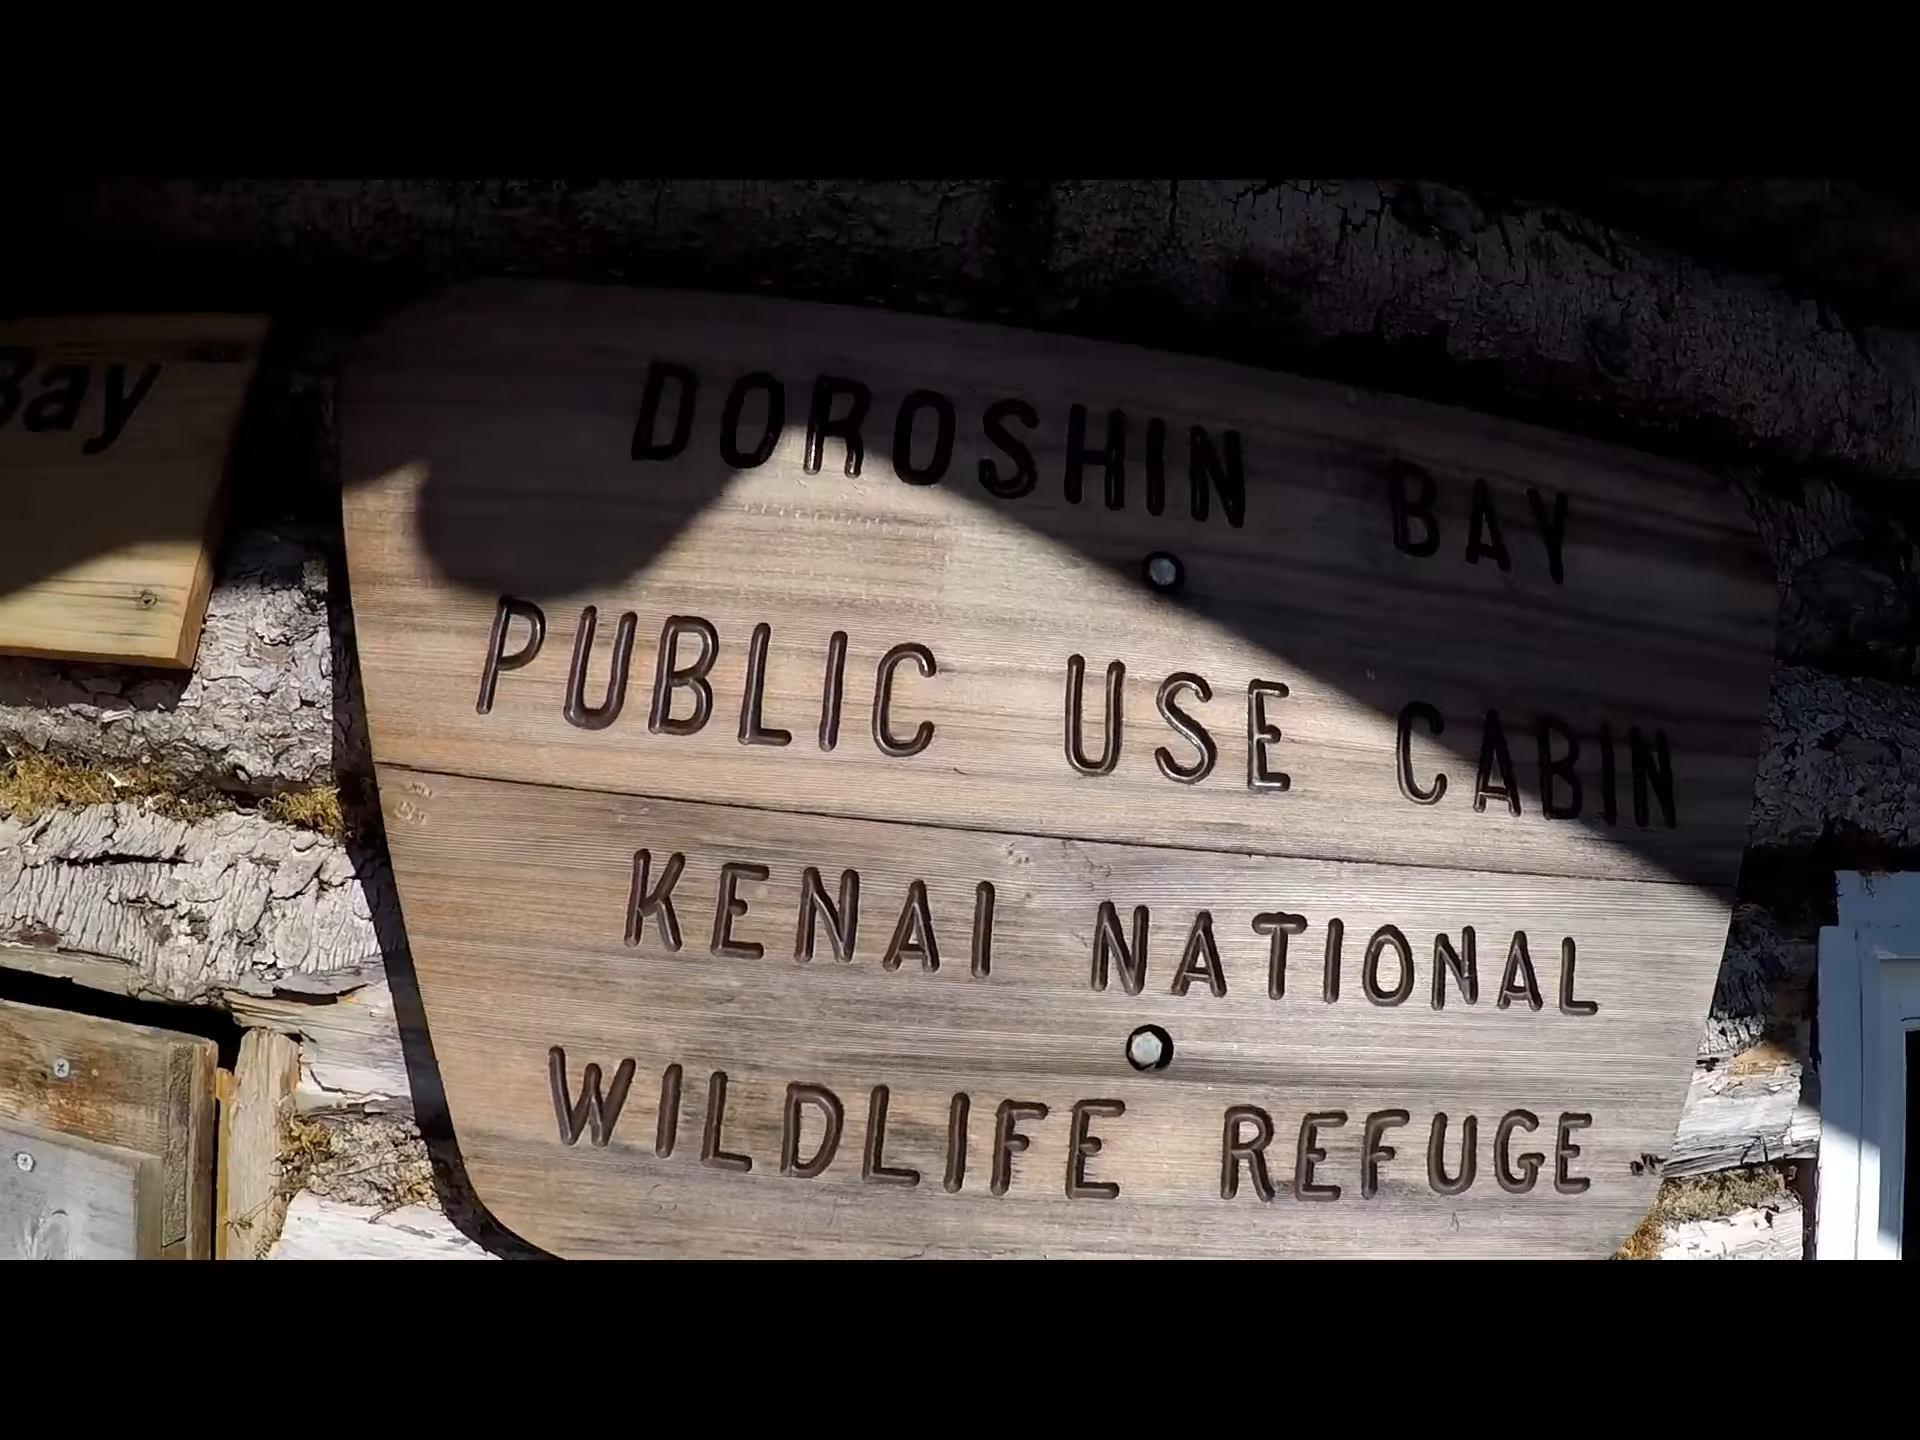 Bay
DOROSHIN BAY
PUBLIC USE CABIN
KENAI NATIONAL
WILDLIFE REFUGE